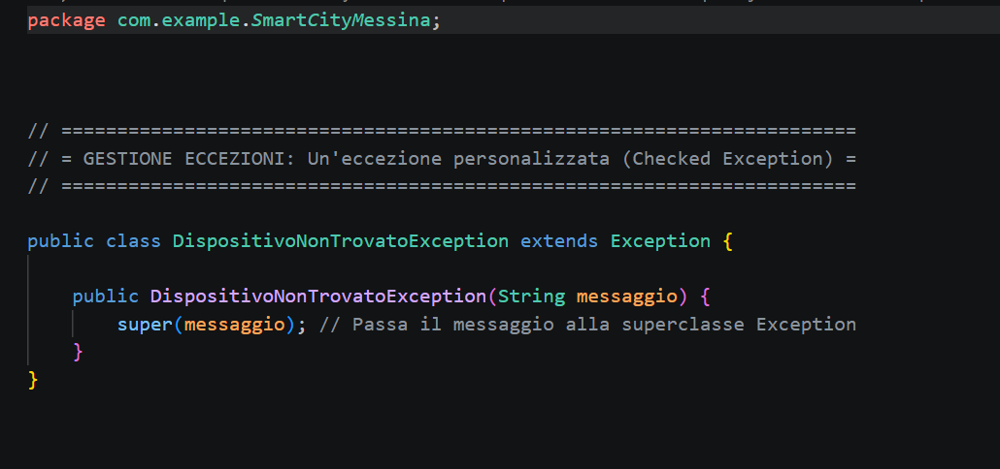 package com.example.SmartCityMessina;
// =======================================================================
// = GESTIONE ECCEZIONI: Un'eccezione personalizzata (Checked Exception) =
// =======================================================================
public class DispositivoNonTrovatoException extends Exception {
public DispositivoNonTrovatoException(String messaggio) {
super(messaggio); // Passa il messaggio alla superclasse Exception
}
}